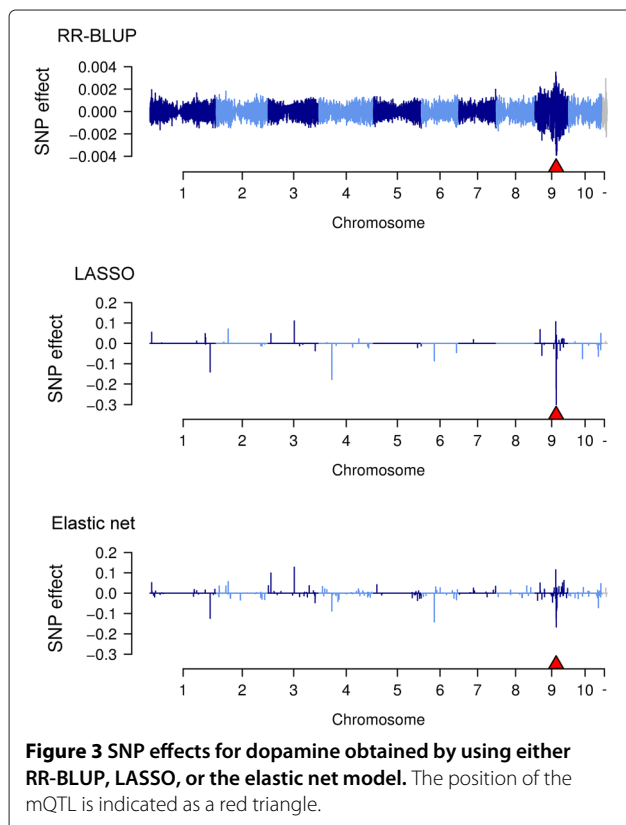 RR-BLUP
SNP effect
0.004
0.002
0.000
−0.002
−0.004
1 2 3 4 5 6 7 8 9 10 -
Chromosome
LASSO
SNP effect
0.2
0.1
0.0
−0.1
−0.2
−0.3
1 2 3 4 5 6 7 8 9 10 -
Chromosome
Elastic net
SNP effect
0.2
0.1
0.0
−0.1
−0.2
−0.3
1 2 3 4 5 6 7 8 9 10 -
Chromosome
Figure 3 SNP effects for dopamine obtained by using either
RR-BLUP, LASSO, or the elastic net model. The position of the
mQTL is indicated as a red triangle.